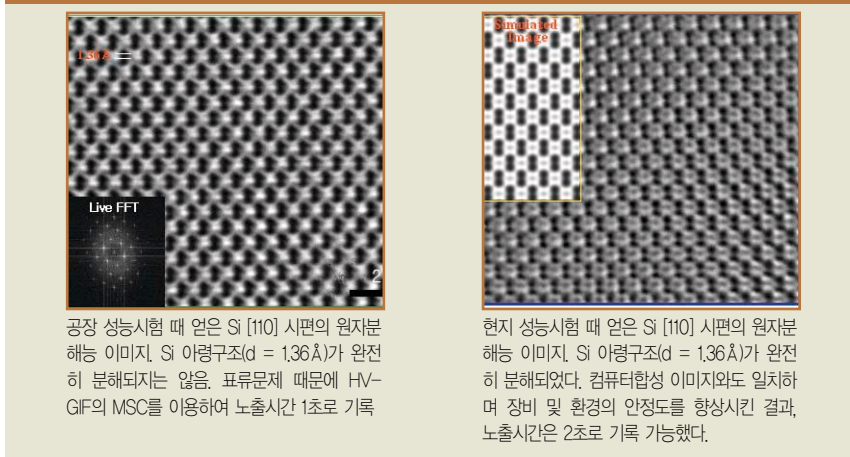 1.36 Å
Live FFT
2
Simulated
Image
공장 성능시험 때 얻은 Si [110] 시편의 원자분
해능 이미지. Si 아령구조(d = 1.36Å)가 완전
히 분해되지는 않음. 표류문제 때문에 HV-
GIF의 MSC를 이용하여 노출시간 1초로 기록
현지 성능시험 때 얻은 Si [110] 시편의 원자분
해능 이미지. Si 아령구조(d = 1.36Å)가 완전
히 분해되었다. 컴퓨터합성 이미지와도 일치하
며 장비 및 환경의 안정도를 향상시킨 결과,
노출시간은 2초로 기록 가능했다.